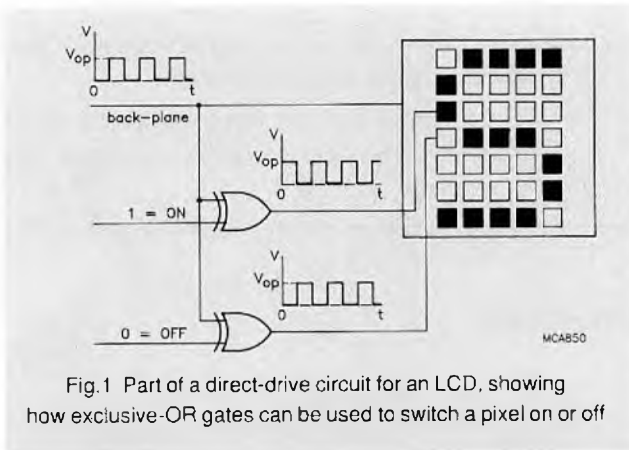 V
Vop
0
t
back-plane
V
Vop
0
t
1 = ON
V
Vop
0
t
0 = OFF
MCA850
Fig.1 Part of a direct-drive circuit for an LCD, showing
how exclusive-OR gates can be used to switch a pixel on or off